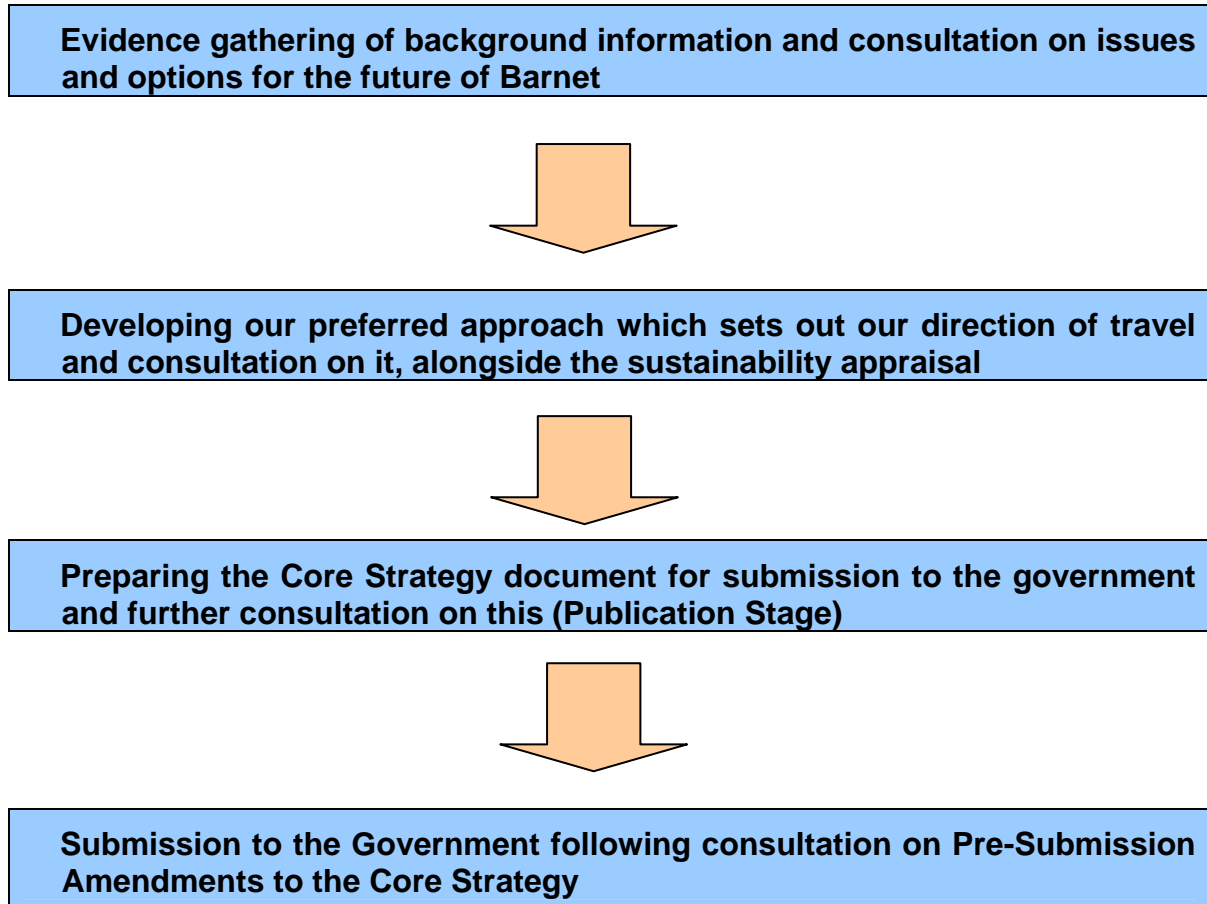 Evidence gathering of background information and consultation on issues
and options for the future of Barnet
Developing our preferred approach which sets out our direction of travel
and consultation on it, alongside the sustainability appraisal
Preparing the Core Strategy document for submission to the government
and further consultation on this (Publication Stage)
Submission to the Government following consultation on Pre-Submission
Amendments to the Core Strategy